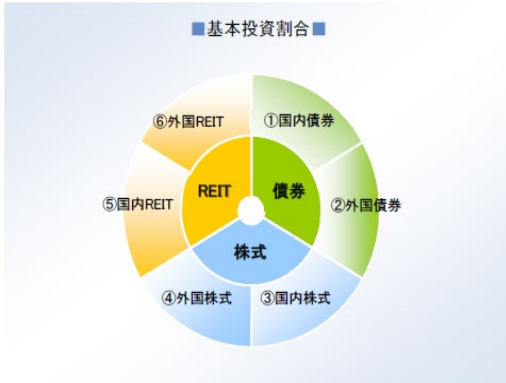 ■基本投資割合■
⑥外国REIT
①国内債券
REIT
債券
⑤国内REIT
②外国債券
株式
④外国株式
③国内株式